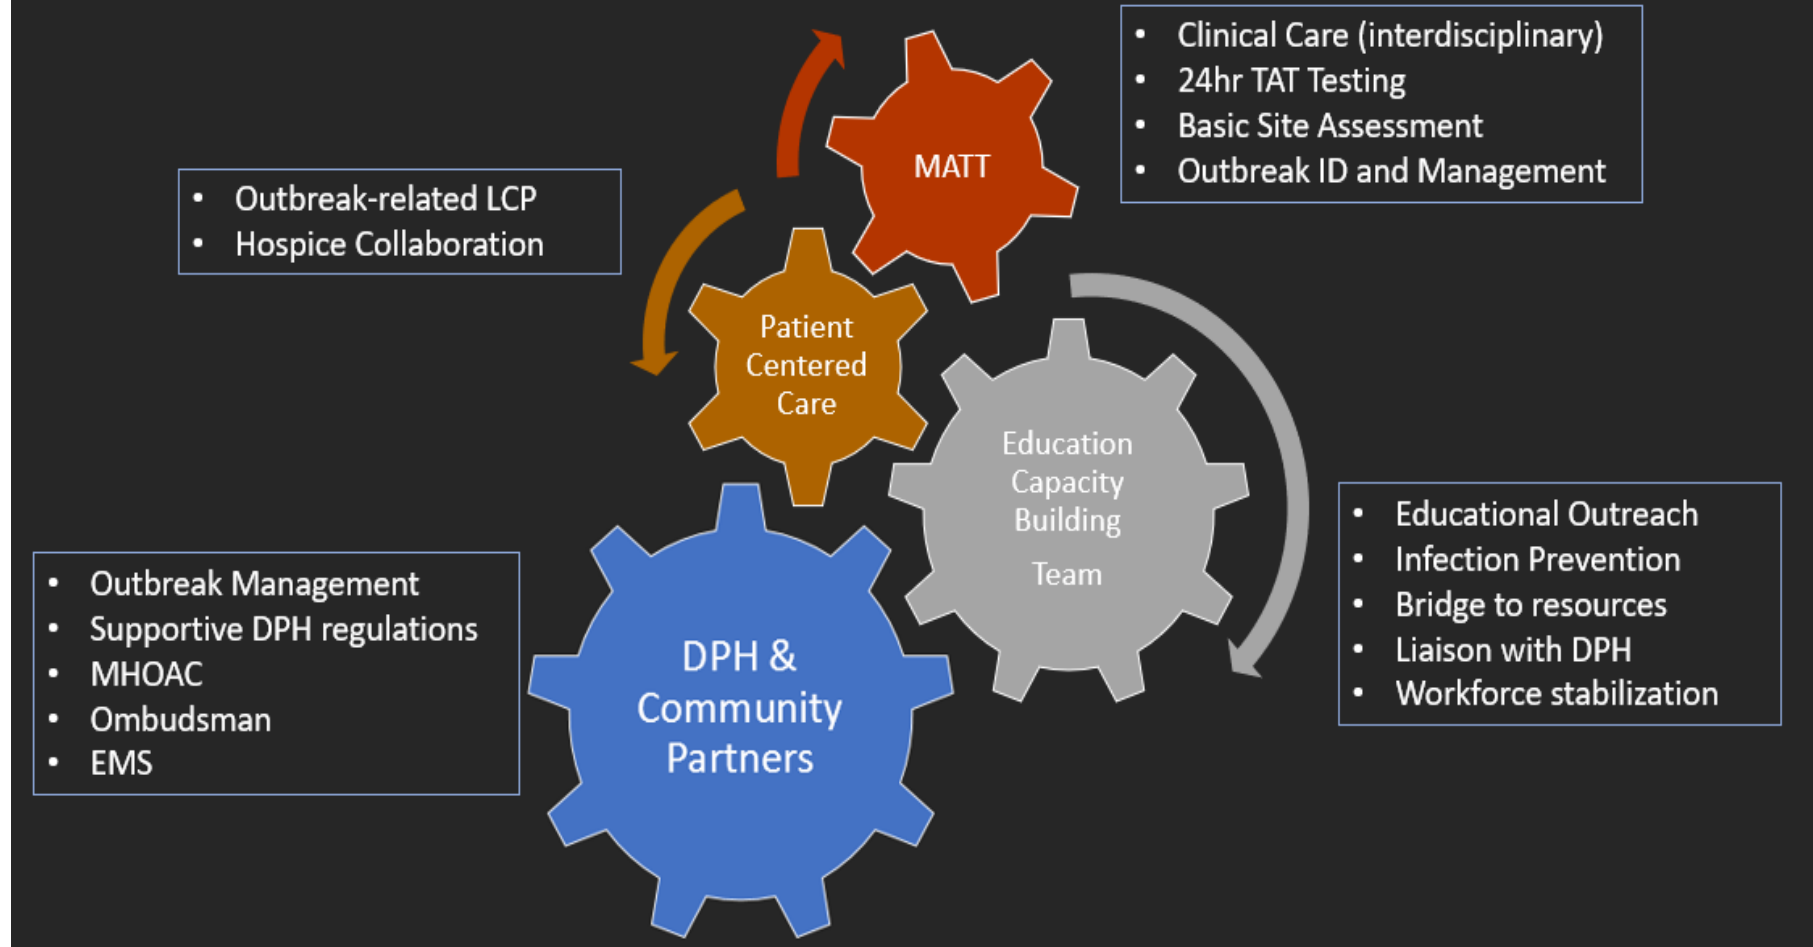 • Clinical Care (interdisciplinary)
• 24hr TAT Testing
• Basic Site Assessment
• Outbreak ID and Management
MATT
• Outbreak-related LCP
• Hospice Collaboration
Patient
Centered
Care
Education
Capacity
Building
Team
• Educational Outreach
• Infection Prevention
• Bridge to resources
• Liaison with DPH
• Workforce stabilization
• Outbreak Management
• Supportive DPH regulations
• MHOAC
• Ombudsman
• EMS
DPH &
Community
Partners